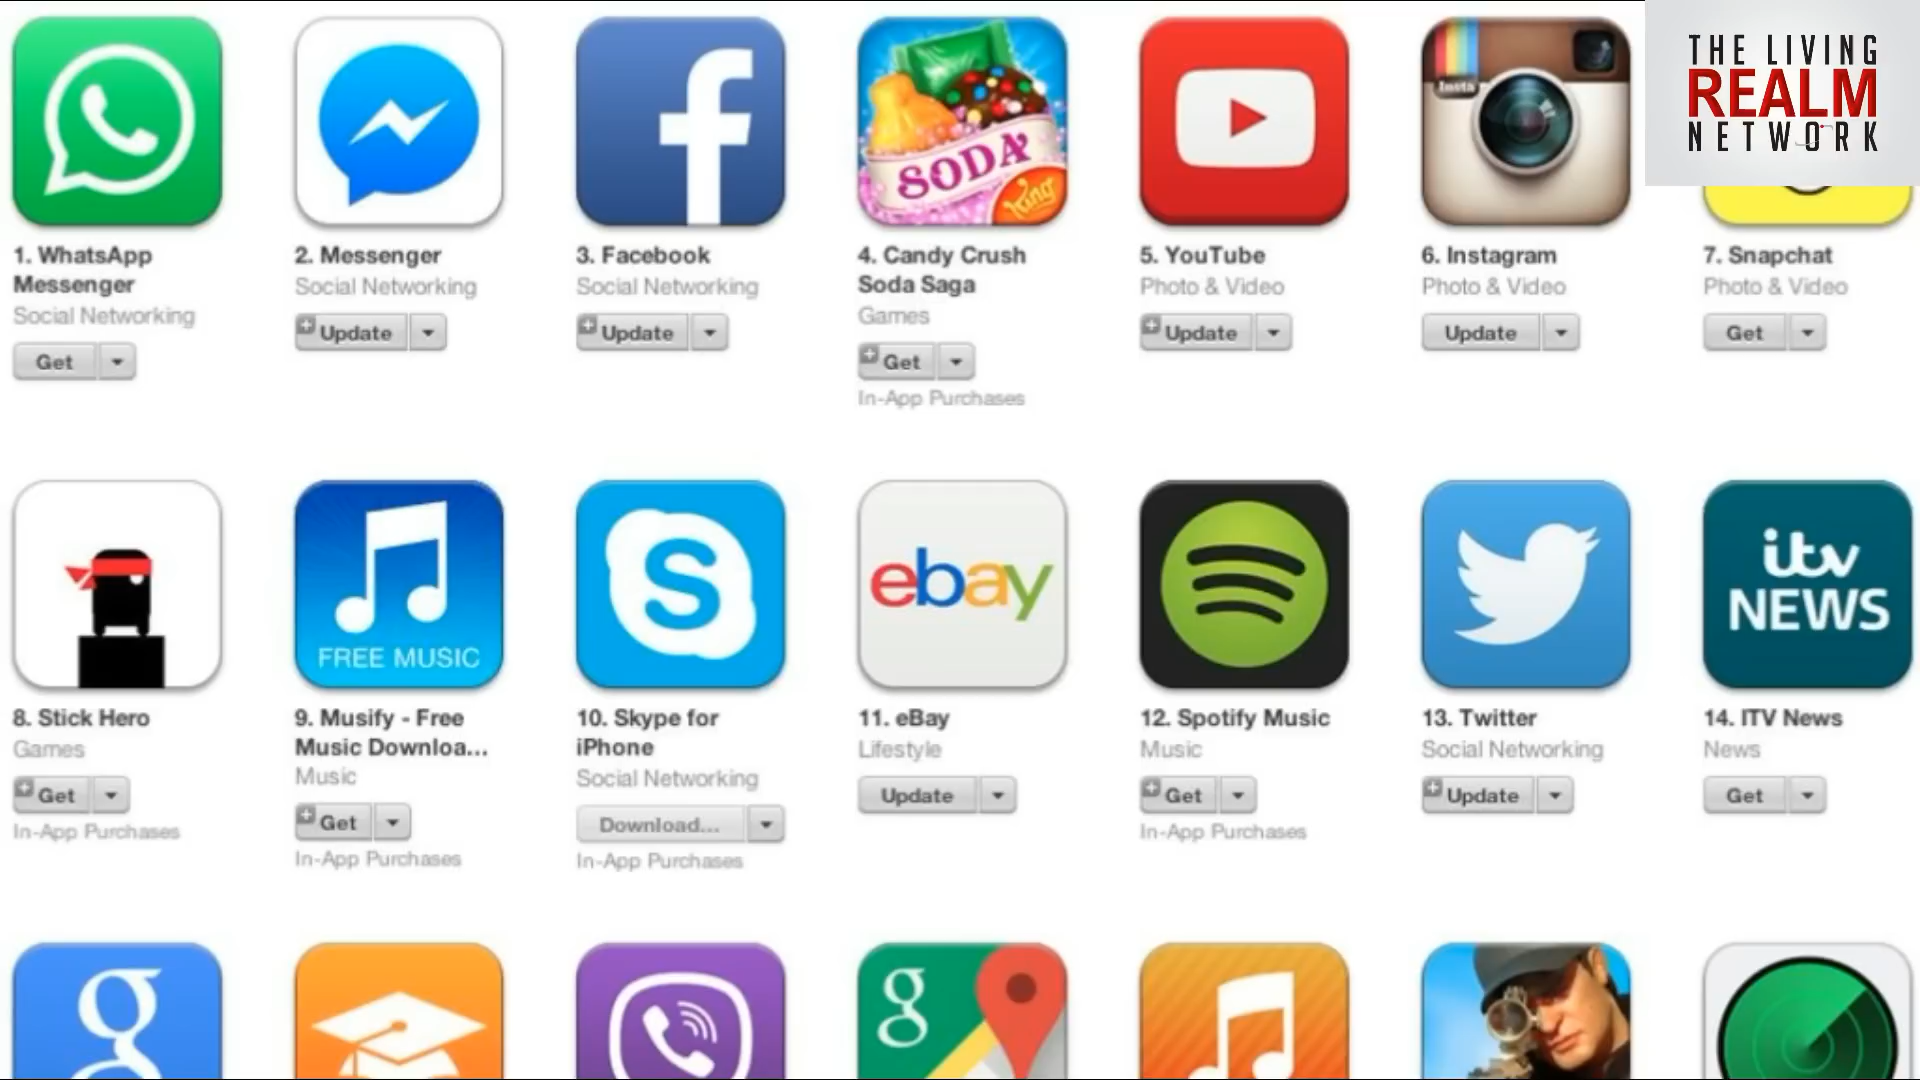 THE LIVING
REALM
NETWORK
SODA
King
Insta
1. WhatsApp
Messenger
Social Networking
Get
2. Messenger
Social Networking
Update
3. Facebook
Social Networking
Update
4. Candy Crush
Soda Saga
Games
Get
In-App Purchases
5. YouTube
Photo & Video
Update
6. Instagram
Photo & Video
Update
7. Snapchat
Photo & Video
Get
FREE MUSIC
S
ebay
itv
NEWS
8. Stick Hero
Games
Get
In-App Purchases
9. Musify - Free
Music Downloa...
Music
Get
In-App Purchases
10. Skype for
iPhone
Social Networking
Download...
In-App Purchases
11. eBay
Lifestyle
Update
12. Spotify Music
Music
Get
In-App Purchases
13. Twitter
Social Networking
Update
14. ITV News
News
Get
g
g